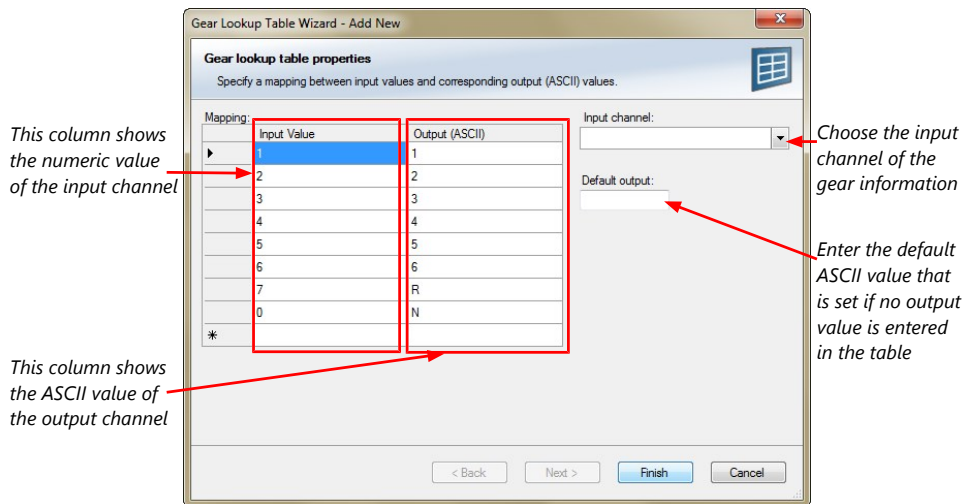 Gear Lookup Table Wizard - Add New
Gear lookup table properties
Specify a mapping between input values and corresponding output (ASCII) values.
Mapping:
Input Value Output (ASCII)
1 1
2 2
3 3
4 4
5 5
6 6
7 R
0 N
*
Input channel:
Default output:
< Back Next > Finish Cancel
This column shows
the numeric value
of the input channel
This column shows
the ASCII value of
the output channel
Choose the input
channel of the
gear information
Enter the default
ASCII value that
is set if no output
value is entered
in the table